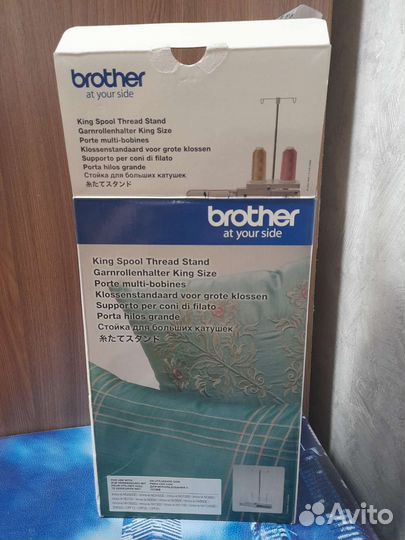 brother
at your side
King Spool Thread Stand
Garnrollenhalter King Size
Porte multi-bobines
Klossenstandaard voor grote klossen
Supporto per coni di filato
Porta hilos grande
Стойка для больших катушек
糸たてスタンド
brother
at your side
King Spool Thread Stand
Garnrollenhalter King Size
Porte multi-bobines
Klossenstandaard voor grote klossen
Supporto per coni di filato
Porta hilos grande
Стойка для больших катушек
糸たてスタンド
FOR USE WITH
Avito